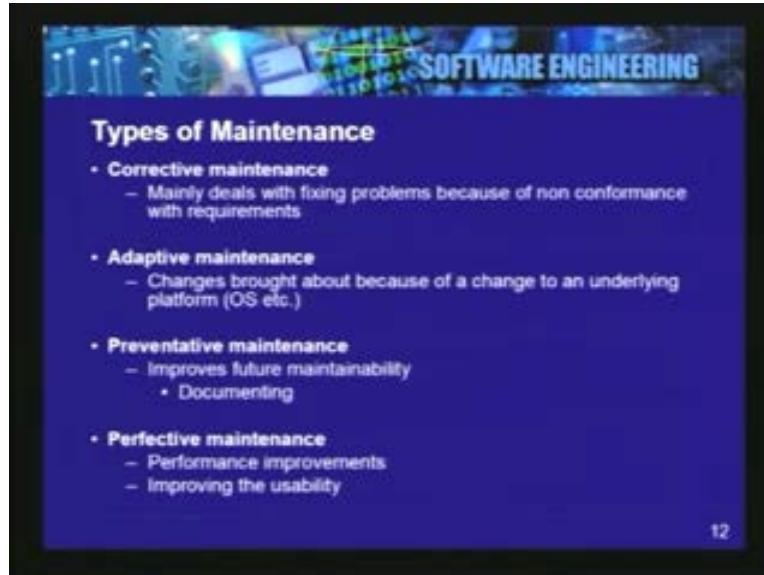 SOFTWARE ENGINEERING
Types of Maintenance
• Corrective maintenance
– Mainly deals with fixing problems because of non conformance
with requirements
• Adaptive maintenance
– Changes brought about because of a change to an underlying
platform (OS etc.)
• Preventative maintenance
– Improves future maintainability
• Documenting
• Perfective maintenance
– Performance improvements
– Improving the usability
12